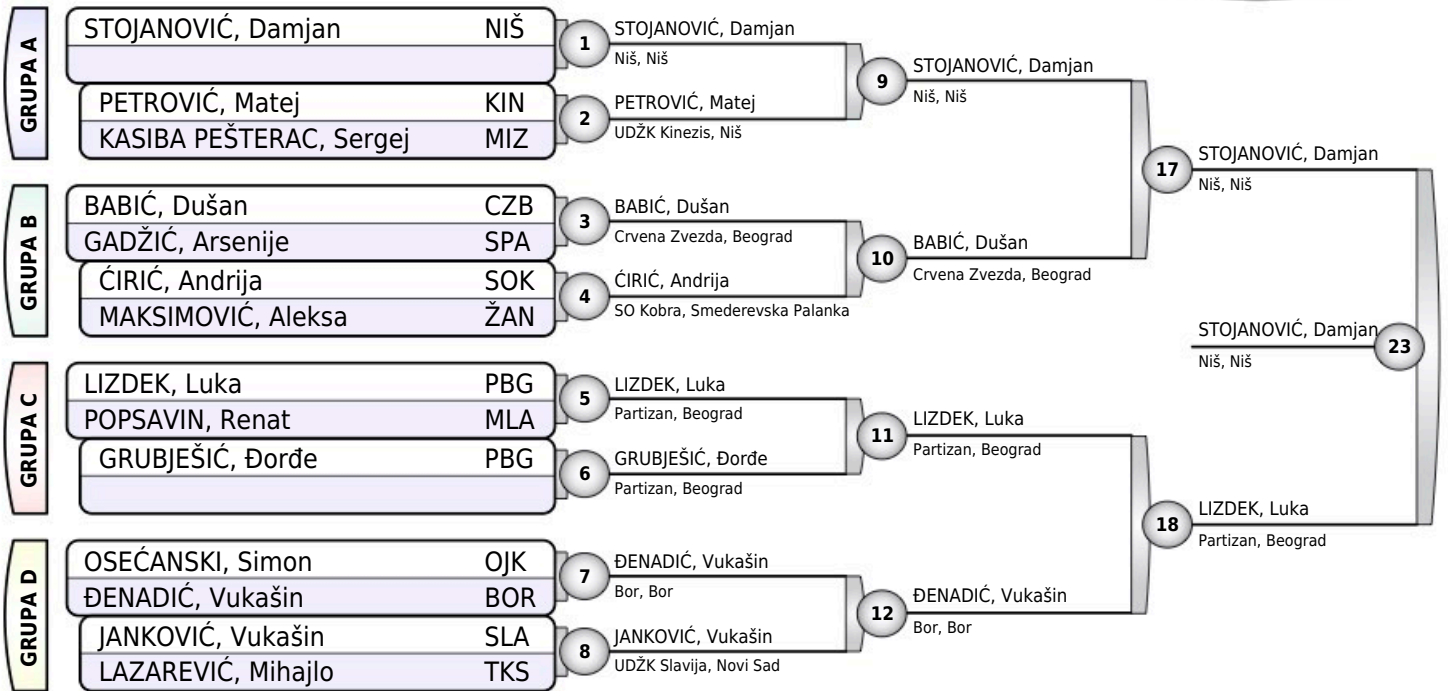 GRUPA A
STOJANOVIĆ, Damjan NIŠ
PETROVIĆ, Matej KIN
KASIBA PEŠTERAC, Sergej MIZ
GRUPA B
BABIĆ, Dušan CZB
GADŽIĆ, Arsenije SPA
ĆIRIĆ, Andrija SOK
MAKSIMOVIĆ, Aleksa ŽAN
GRUPA C
LIZDEK, Luka PBG
POPSAVIN, Renat MLA
GRUBJEŠIĆ, Đorđe PBG
GRUPA D
OSEĆANSKI, Simon OJK
ĐENADIĆ, Vukašin BOR
JANKOVIĆ, Vukašin SLA
LAZAREVIĆ, Mihajlo TKS
1
STOJANOVIĆ, Damjan
Niš, Niš
2
PETROVIĆ, Matej
UDŽK Kinezis, Niš
3
BABIĆ, Dušan
Crvena Zvezda, Beograd
4
ĆIRIĆ, Andrija
SO Kobra, Smederevska Palanka
5
LIZDEK, Luka
Partizan, Beograd
6
GRUBJEŠIĆ, Đorđe
Partizan, Beograd
7
ĐENADIĆ, Vukašin
Bor, Bor
8
JANKOVIĆ, Vukašin
UDŽK Slavija, Novi Sad
9
STOJANOVIĆ, Damjan
Niš, Niš
10
BABIĆ, Dušan
Crvena Zvezda, Beograd
11
LIZDEK, Luka
Partizan, Beograd
12
ĐENADIĆ, Vukašin
Bor, Bor
17
STOJANOVIĆ, Damjan
Niš, Niš
18
LIZDEK, Luka
Partizan, Beograd
STOJANOVIĆ, Damjan
Niš, Niš
23